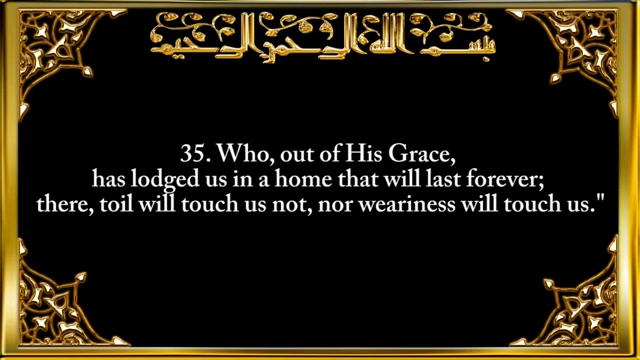 بسم الله الرحمن الرحيم
35. Who, out of His Grace,
has lodged us in a home that will last forever;
there, toil will touch us not, nor weariness will touch us."